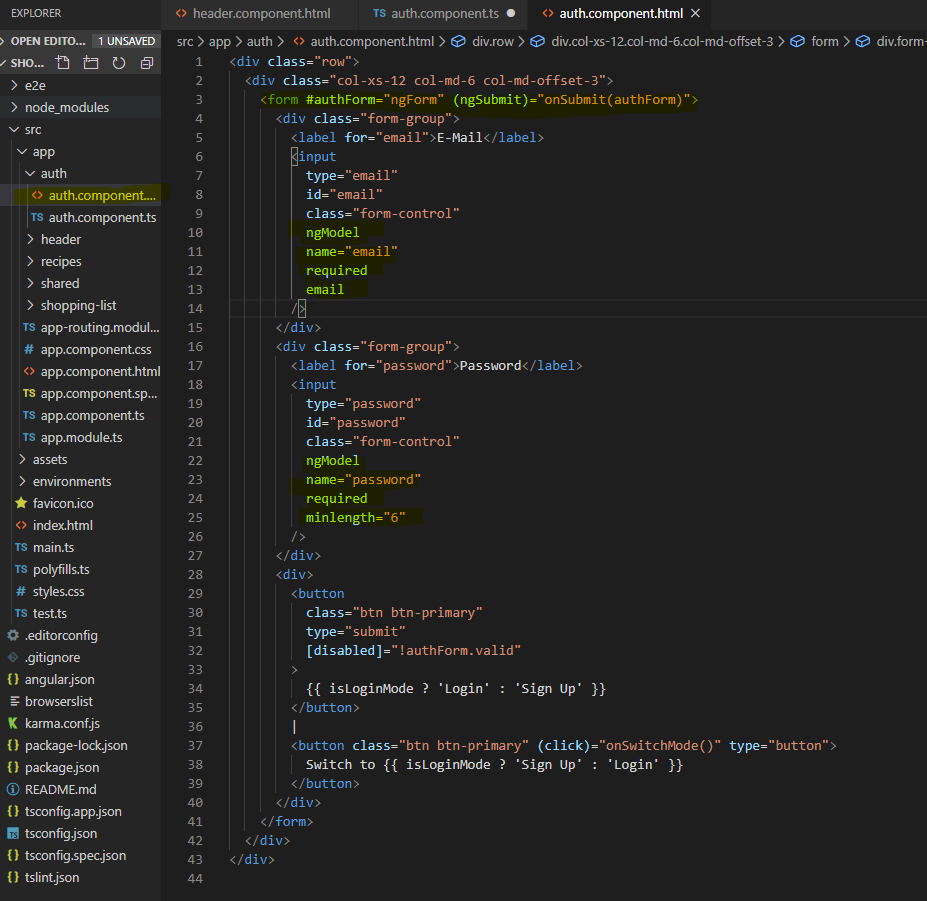 EXPLORER
header.component.html
TS auth.component.ts
auth.component.html
OPEN EDITO... 1 UNSAVED
src > app > auth > auth.component.html > div.row > div.col-xs-12.col-md-6.col-md-offset-3 > form > div.form-
SHO...
e2e
node_modules
src
app
auth
auth.component....
TS auth.component.ts
header
recipes
shared
shopping-list
TS app-routing.modul...
# app.component.css
app.component.html
TS app.component.sp...
TS app.component.ts
TS app.module.ts
assets
environments
favicon.ico
index.html
TS main.ts
TS polyfills.ts
# styles.css
TS test.ts
.editorconfig
.gitignore
{} angular.json
browserslist
karma.conf.js
{} package-lock.json
{} package.json
README.md
{} tsconfig.app.json
TS tsconfig.json
{} tsconfig.spec.json
{} tslint.json
1 <div class="row">
2 <div class="col-xs-12 col-md-6 col-md-offset-3">
3 <form #authForm="ngForm" (ngSubmit)="onSubmit(authForm)">
4 <div class="form-group">
5 <label for="email">E-Mail</label>
6 <input
7 type="email"
8 id="email"
9 class="form-control"
10 ngModel
11 name="email"
12 required
13 email
14 />
15 </div>
16 <div class="form-group">
17 <label for="password">Password</label>
18 <input
19 type="password"
20 id="password"
21 class="form-control"
22 ngModel
23 name="password"
24 required
25 minlength="6"
26 />
27 </div>
28 <div>
29 <button
30 class="btn btn-primary"
31 type="submit"
32 [disabled]="!authForm.valid"
33 >
34 {{ isLoginMode ? 'Login' : 'Sign Up' }}
35 </button>
36 |
37 <button class="btn btn-primary" (click)="onSwitchMode()" type="button">
38 Switch to {{ isLoginMode ? 'Sign Up' : 'Login' }}
39 </button>
40 </div>
41 </form>
42 </div>
43 </div>
44